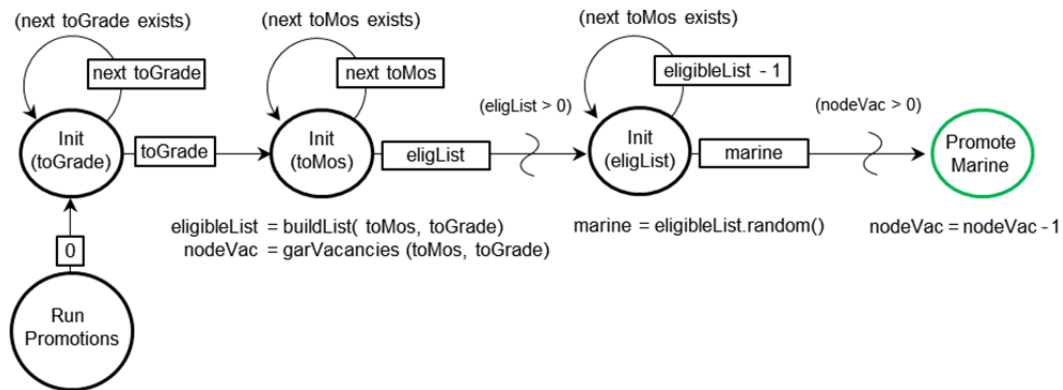 (next toGrade exists)
(next toMos exists)
(next toMos exists)
next toGrade
next toMos
eligibleList - 1
(eligList > 0)
(nodeVac > 0)
Init
(toGrade)
toGrade
Init
(toMos)
eligList
Init
(eligList)
marine
Promote
Marine
eligibleList = buildList( toMos, toGrade)
nodeVac = garVacancies (toMos, toGrade)
marine = eligibleList.random()
nodeVac = nodeVac - 1
0
Run
Promotions